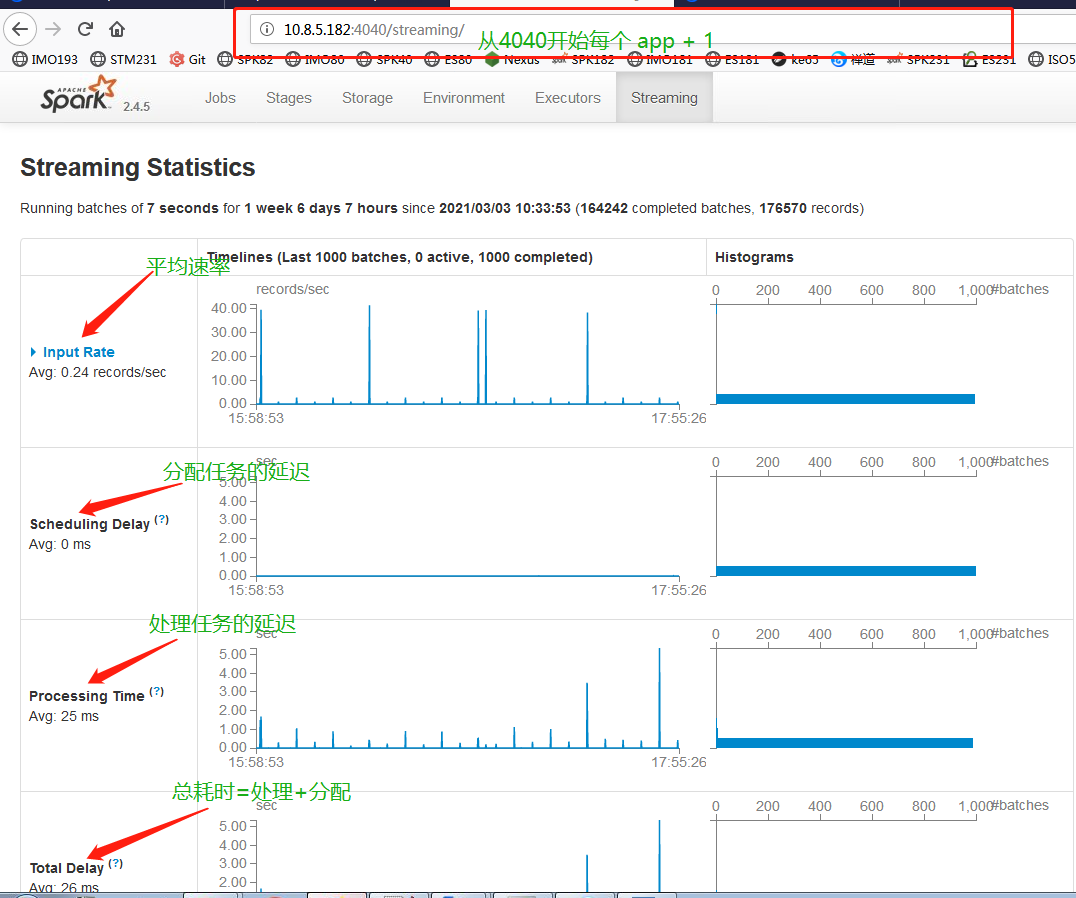 10.8.5.182:4040/streaming/
从4040开始每个 app + 1
IMO193 STM231 Git SPK82 IMO80 SPK40 ES80 Nexus SPK182 IMO181 ES181 ke65 禅道 SPK231 ES231 ISO5
APACHE Spark 2.4.5 Jobs Stages Storage Environment Executors Streaming
Streaming Statistics
Running batches of 7 seconds for 1 week 6 days 7 hours since 2021/03/03 10:33:53 (164242 completed batches, 176570 records)
Timelines (Last 1000 batches, 0 active, 1000 completed) Histograms
平均速率
Input Rate
Avg: 0.24 records/sec
records/sec
40.00
30.00
20.00
10.00
0.00
15:58:53 17:55:26
0 200 400 600 800 1,000 #batches
分配任务的延迟
Scheduling Delay (?)
Avg: 0 ms
sec
5.00
4.00
3.00
2.00
1.00
0.00
15:58:53 17:55:26
0 200 400 600 800 1,000 #batches
处理任务的延迟
Processing Time (?)
Avg: 25 ms
sec
5.00
4.00
3.00
2.00
1.00
0.00
15:58:53 17:55:26
0 200 400 600 800 1,000 #batches
总耗时=处理+分配
Total Delay (?)
Avg: 26 ms
sec
5.00
4.00
3.00
2.00
0 200 400 600 800 1,000 #batches